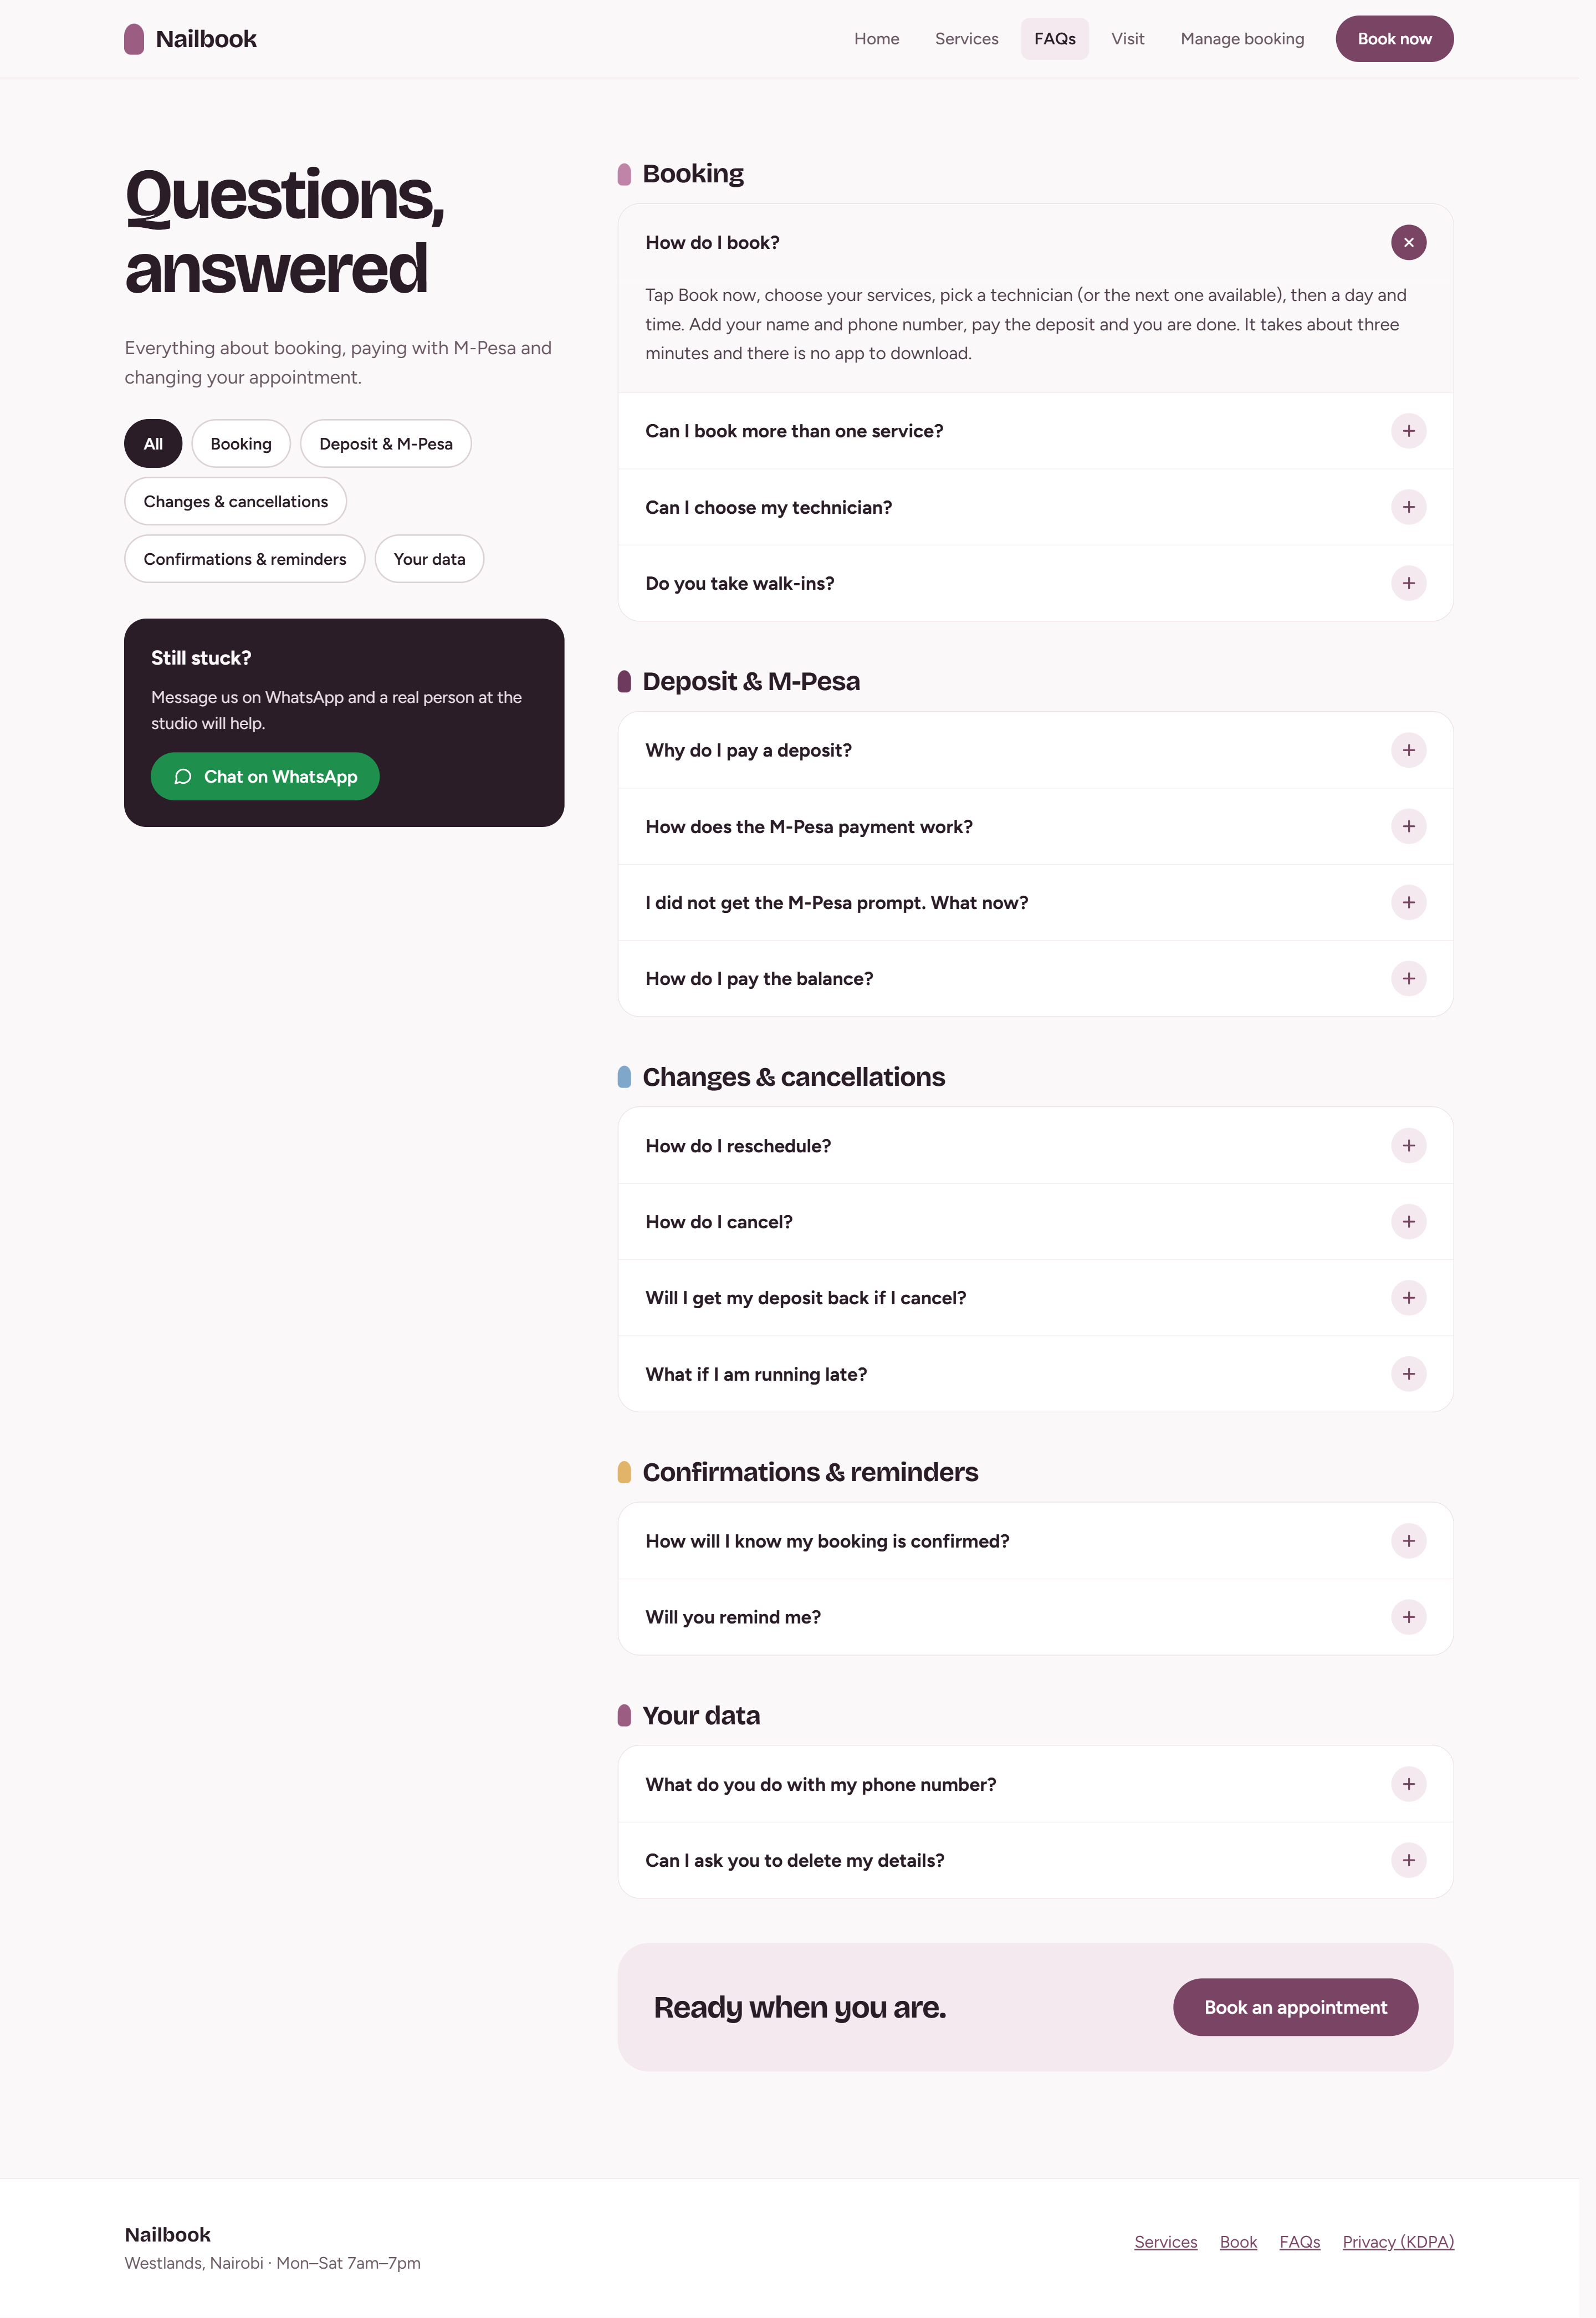 Nailbook
Home
Services
FAQs
Visit
Manage booking
Book now
Questions,
answered
Everything about booking, paying with M-Pesa and
changing your appointment.
All
Booking
Deposit & M-Pesa
Changes & cancellations
Confirmations & reminders
Your data
Still stuck?
Message us on WhatsApp and a real person at the
studio will help.
Chat on WhatsApp
Booking
How do I book?
Tap Book now, choose your services, pick a technician (or the next one available), then a day and
time. Add your name and phone number, pay the deposit and you are done. It takes about three
minutes and there is no app to download.
Can I book more than one service?
Can I choose my technician?
Do you take walk-ins?
Deposit & M-Pesa
Why do I pay a deposit?
How does the M-Pesa payment work?
I did not get the M-Pesa prompt. What now?
How do I pay the balance?
Changes & cancellations
How do I reschedule?
How do I cancel?
Will I get my deposit back if I cancel?
What if I am running late?
Confirmations & reminders
How will I know my booking is confirmed?
Will you remind me?
Your data
What do you do with my phone number?
Can I ask you to delete my details?
Ready when you are.
Book an appointment
Nailbook
Westlands, Nairobi · Mon–Sat 7am–7pm
Services
Book
FAQs
Privacy (KDPA)